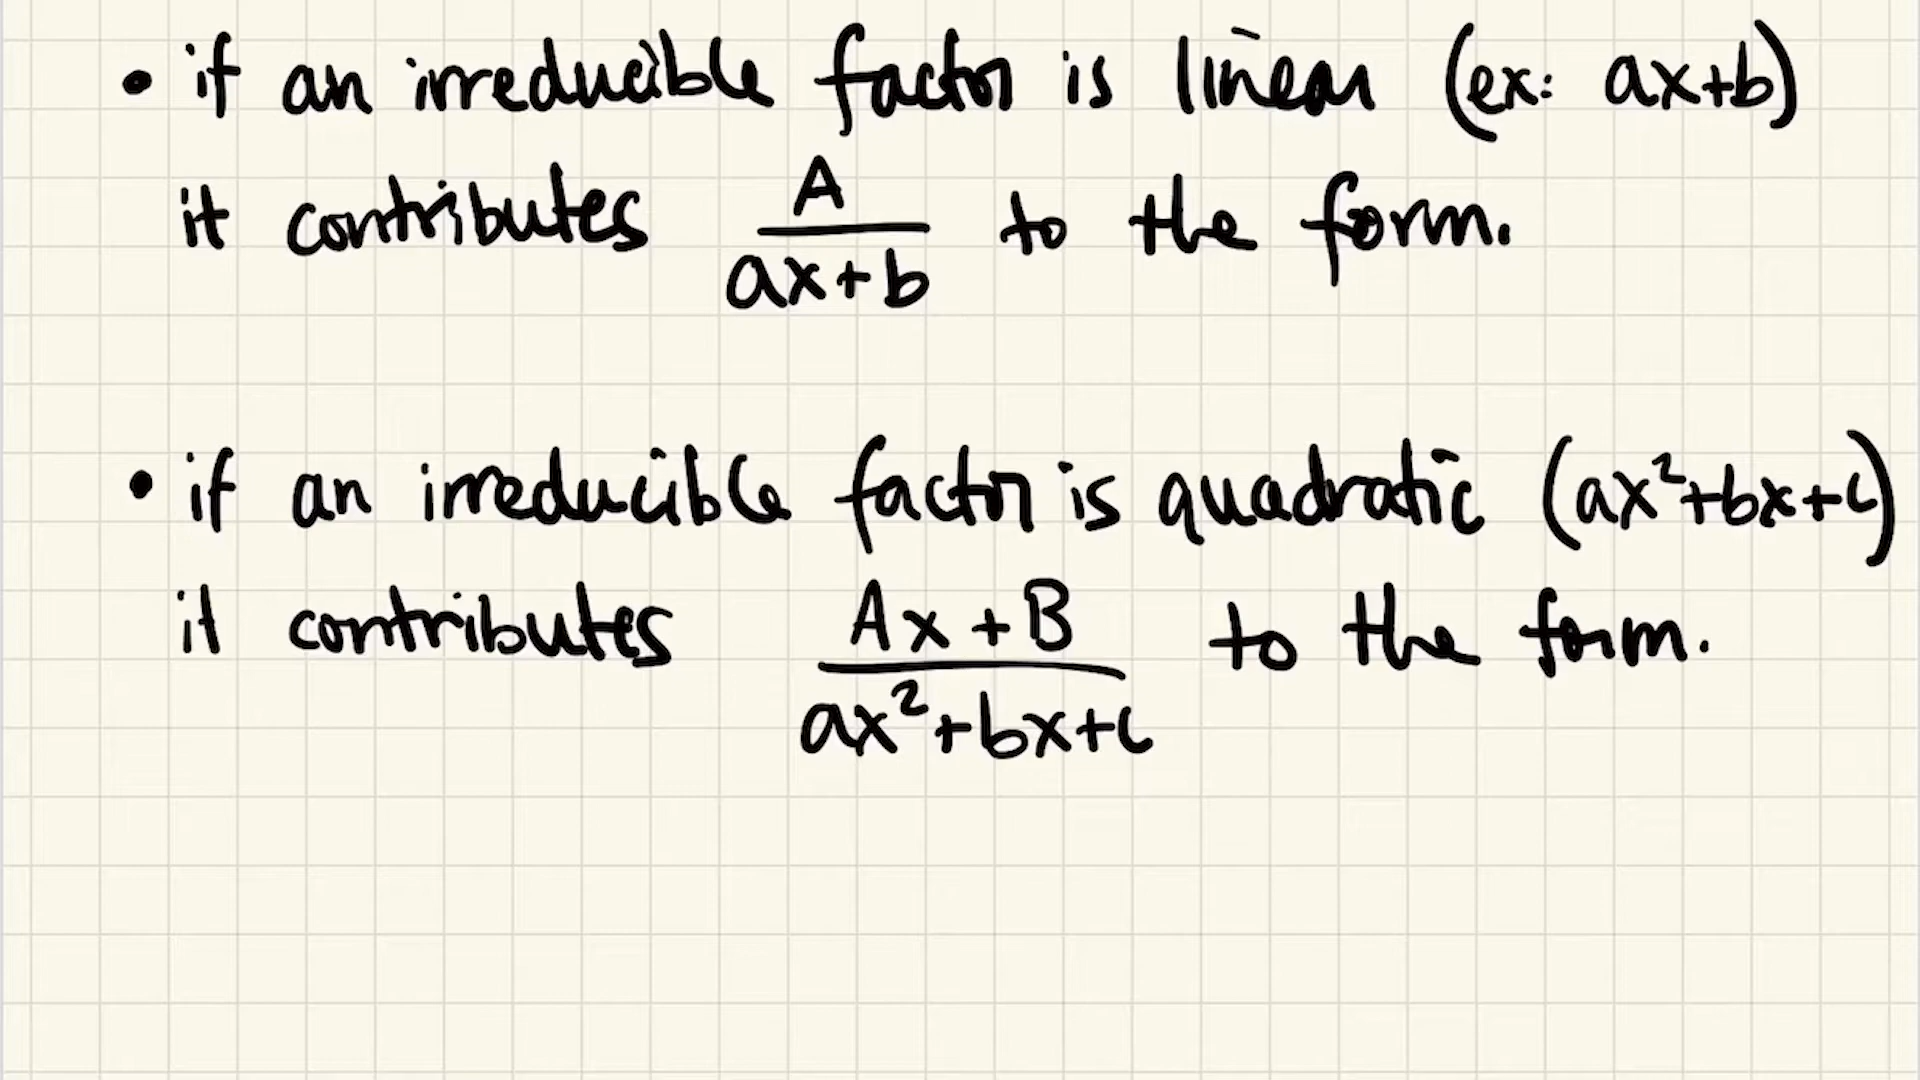 • if an irreducible factor is linear (ex: ax+b)
it contributes A/(ax+b) to the form.
• if an irreducible factor is quadratic (ax²+bx+c)
it contributes (Ax+B)/(ax²+bx+c) to the form.